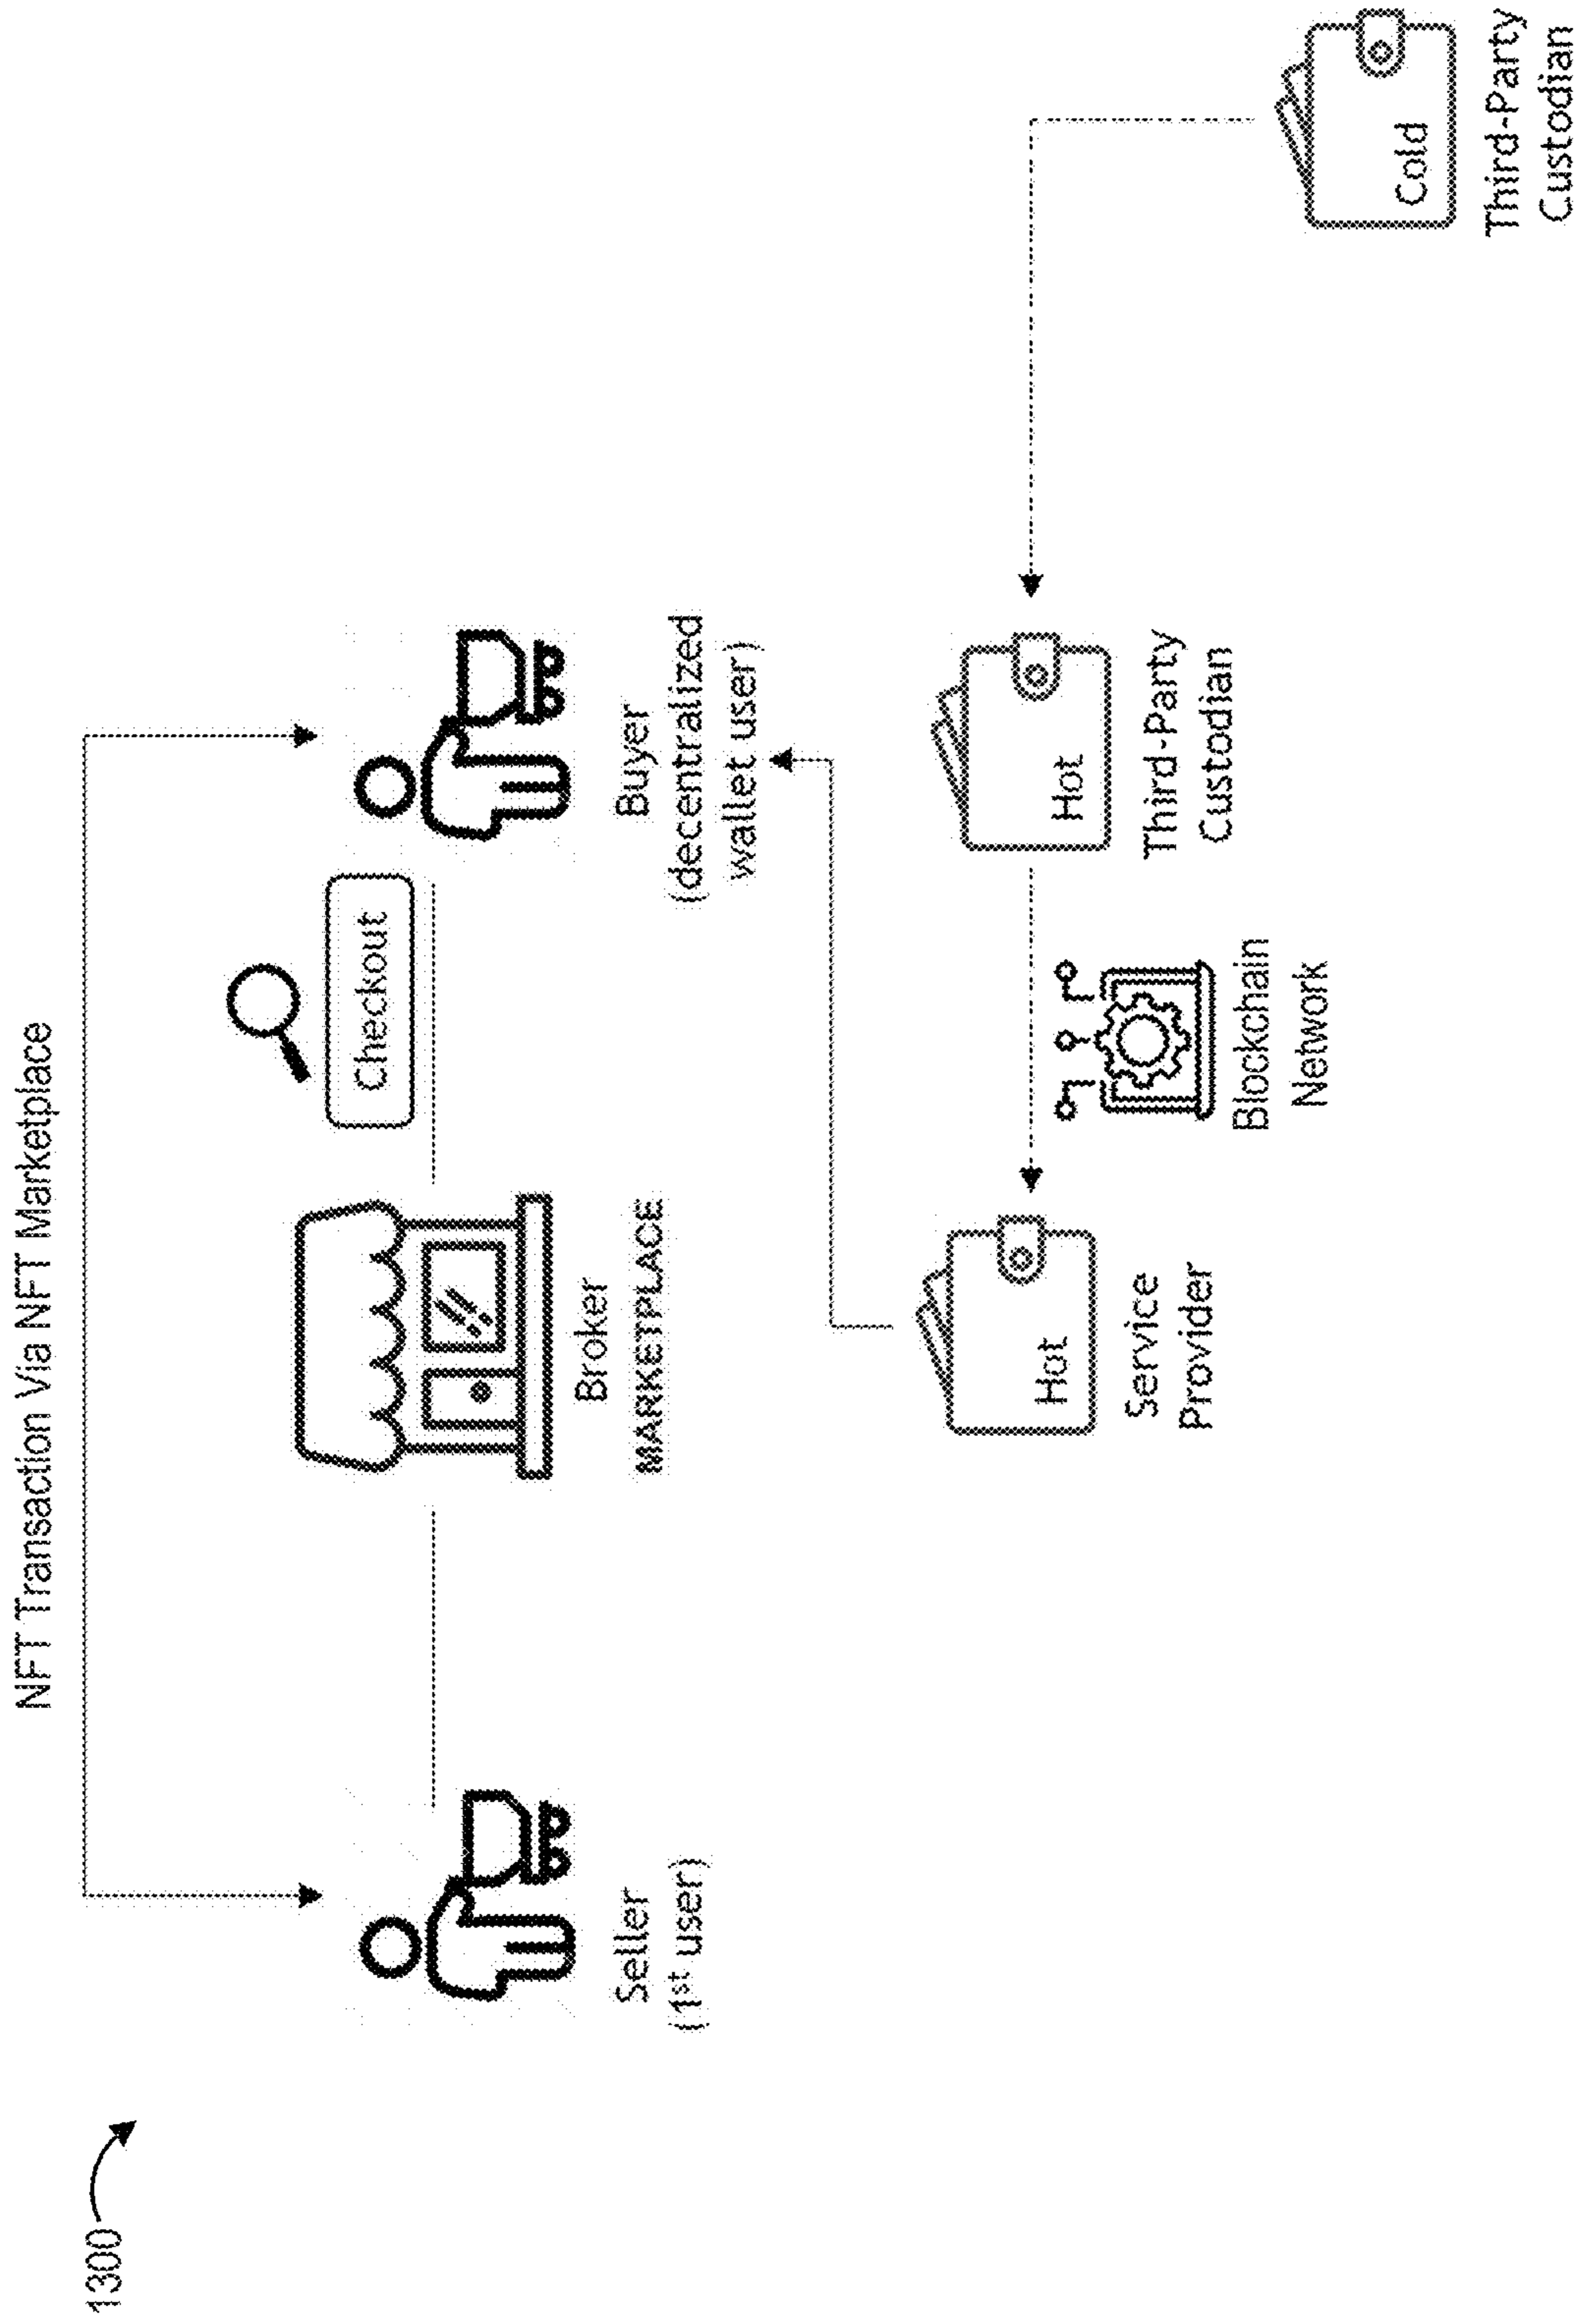 1300
NFT Transaction Via NFT Marketplace
Checkout
Seller
(1st user)
Broker
MARKETPLACE
Buyer
(decentralized
wallet user)
Hot
Service
Provider
Blockchain
Network
Hot
Third-Party
Custodian
Cold
Third-Party
Custodian